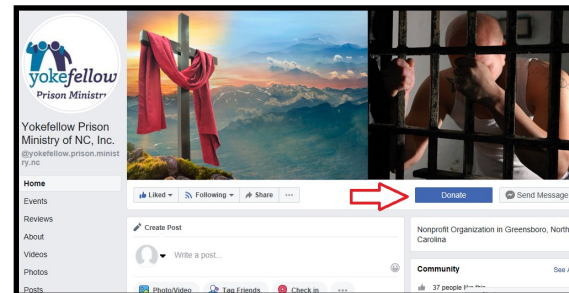 yokefellow
Prison Ministry
Yokefellow Prison
Ministry of NC, Inc.
@yokefellow.prison.minist
ry.nc
Home
Events
Reviews
About
Videos
Photos
Posts
Liked
Following
Share
...
Donate
Send Message
Create Post
Write a post...
Photo/Video
Tag Friends
Check in
...
Nonprofit Organization in Greensboro, North
Carolina
Community
See A
37 people like this